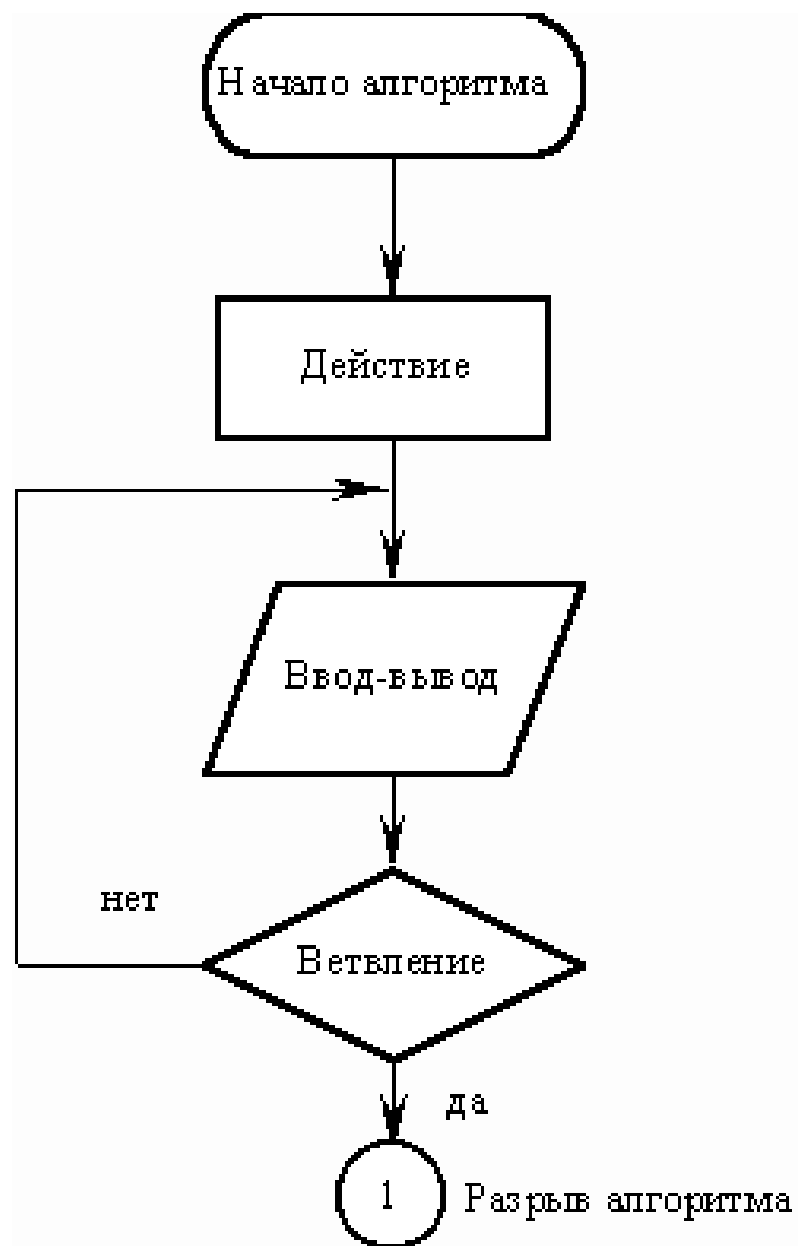 Начало алгоритма
Действие
Ввод-вывод
нет
Ветвление
да
1
Разрыв алгоритма